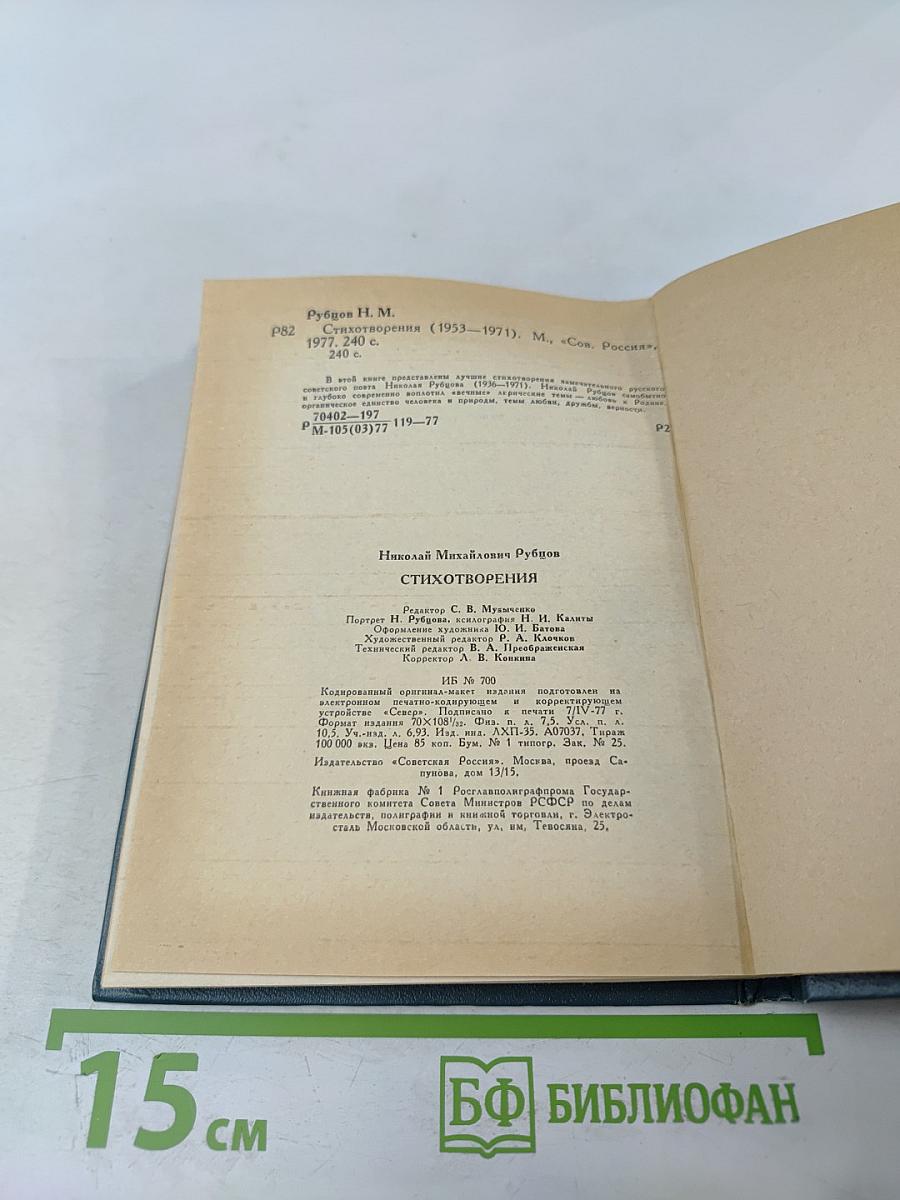 Рубцов Н. М.
Р82 Стихотворения (1953—1971). М., «Сов. Россия»,
1977. 240 с.
240 с.
В этой книге представлены лучшие стихотворения замечательного русского
советского поэта Николая Рубцова (1936—1971). Николай Рубцов самобытно
и глубоко современно воплотил «вечные» лирические темы — любовь к Родине,
органическое единство человека и природы, темы любви, дружбы, верности.
Р 70402—197
М-105(03)77 119—77
Р2
Николай Михайлович Рубцов
СТИХОТВОРЕНИЯ
Редактор С. В. Музыченко
Портрет Н. Рубцова, ксилография Н. И. Калиты
Оформление художника Ю. И. Батова
Художественный редактор Р. А. Клочков
Технический редактор В. А. Преображенская
Корректор Л. В. Конкина
ИБ № 700
Кодированный оригинал-макет издания подготовлен на
электронном печатно-кодирующем и корректирующем
устройстве «Север». Подписано к печати 7/IV-77 г.
Формат издания 70×108¹/₃₂. Физ. п. л. 7,5. Усл. п. л.
10,5. Уч.-изд. л. 6,93. Изд. инд. ЛХП-35. А07037. Тираж
100 000 экз. Цена 85 коп. Бум. № 1 типогр. Зак. № 25.
Издательство «Советская Россия». Москва, проезд Са-
пунова, дом 13/15.
Книжная фабрика № 1 Росглавполиграфпрома Государ-
ственного комитета Совета Министров РСФСР по делам
издательств, полиграфии и книжной торговли, г. Электро-
сталь Московской области, ул. им. Тевосяна, 25.
15 см
БФ БИБЛИОФАН